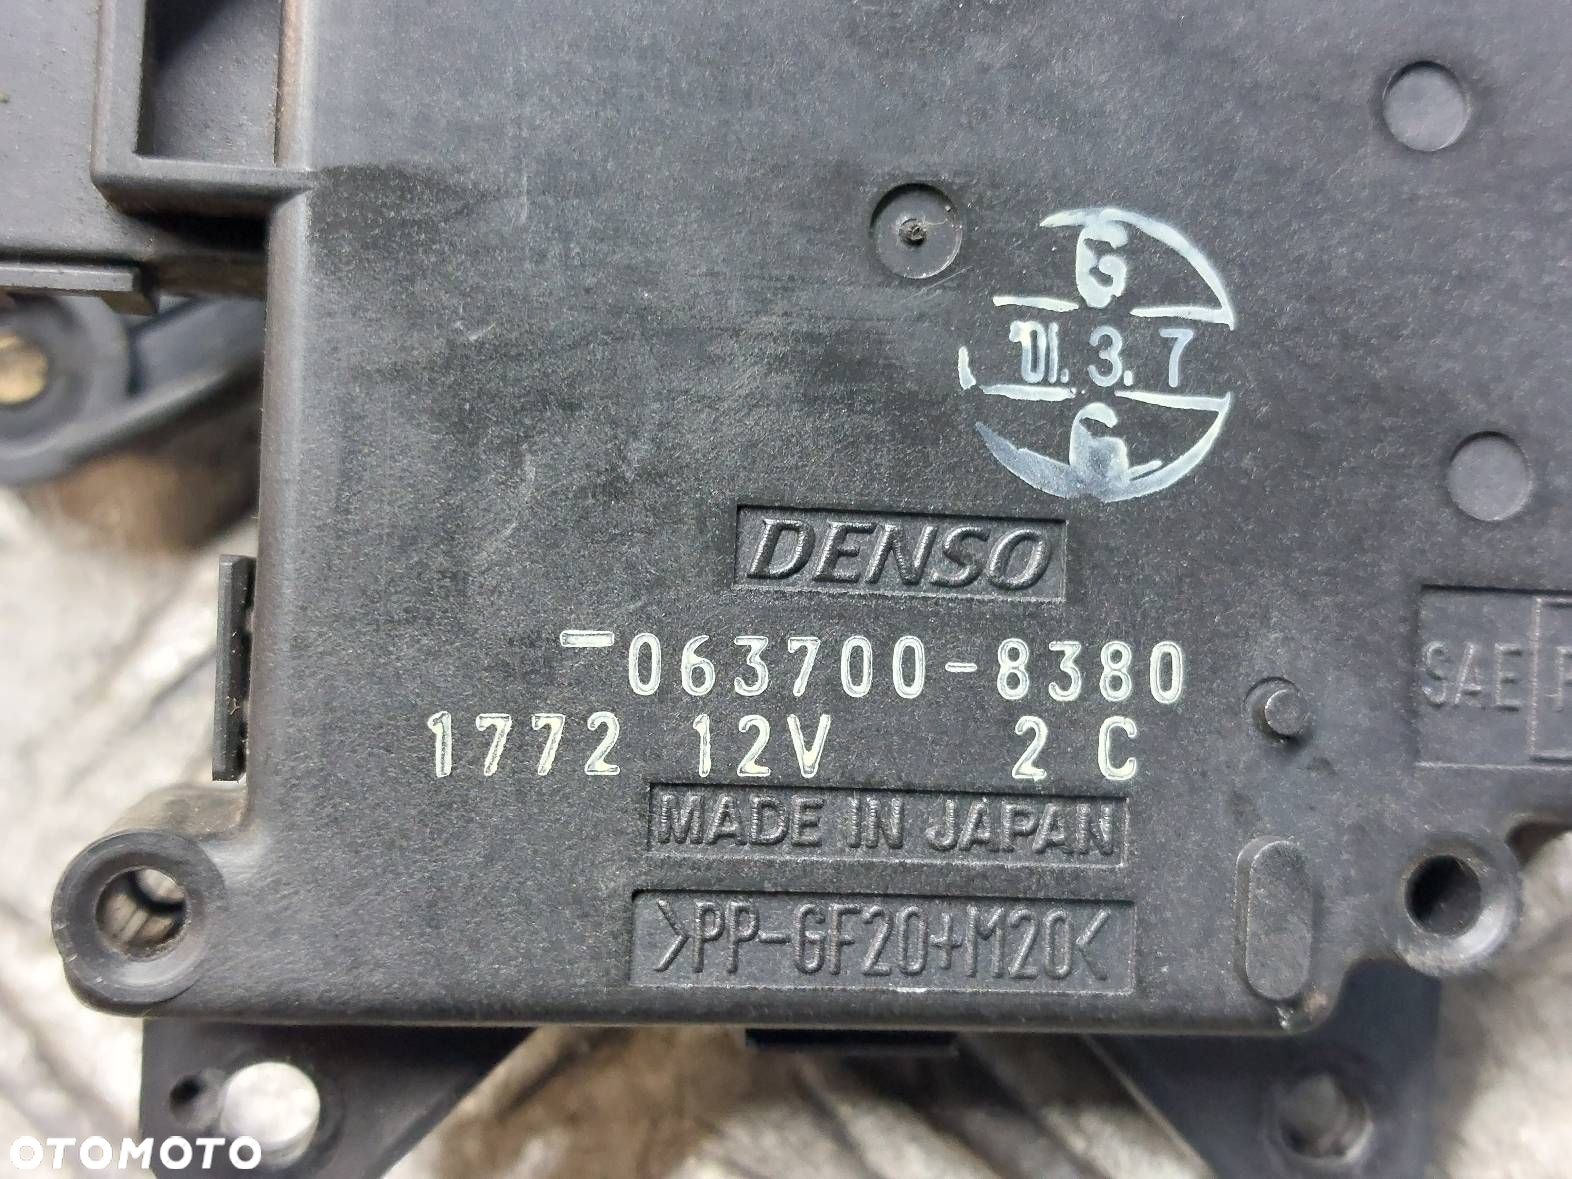 '01. 3. 7
DENSO
-063700-8380
1772 12V 2 C
SAE
MADE IN JAPAN
>PP-GF20+M20<
OTOMOTO